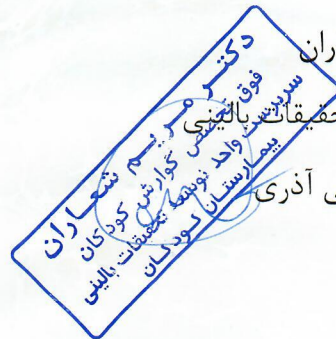 ران
حقیقات بالینی
ی آذری
دکتر مریم شعاران
فوق تخصص گوارش کودکان
سرپرست واحد توسعه تحقیقات بالینی
بیمارستان کودکان